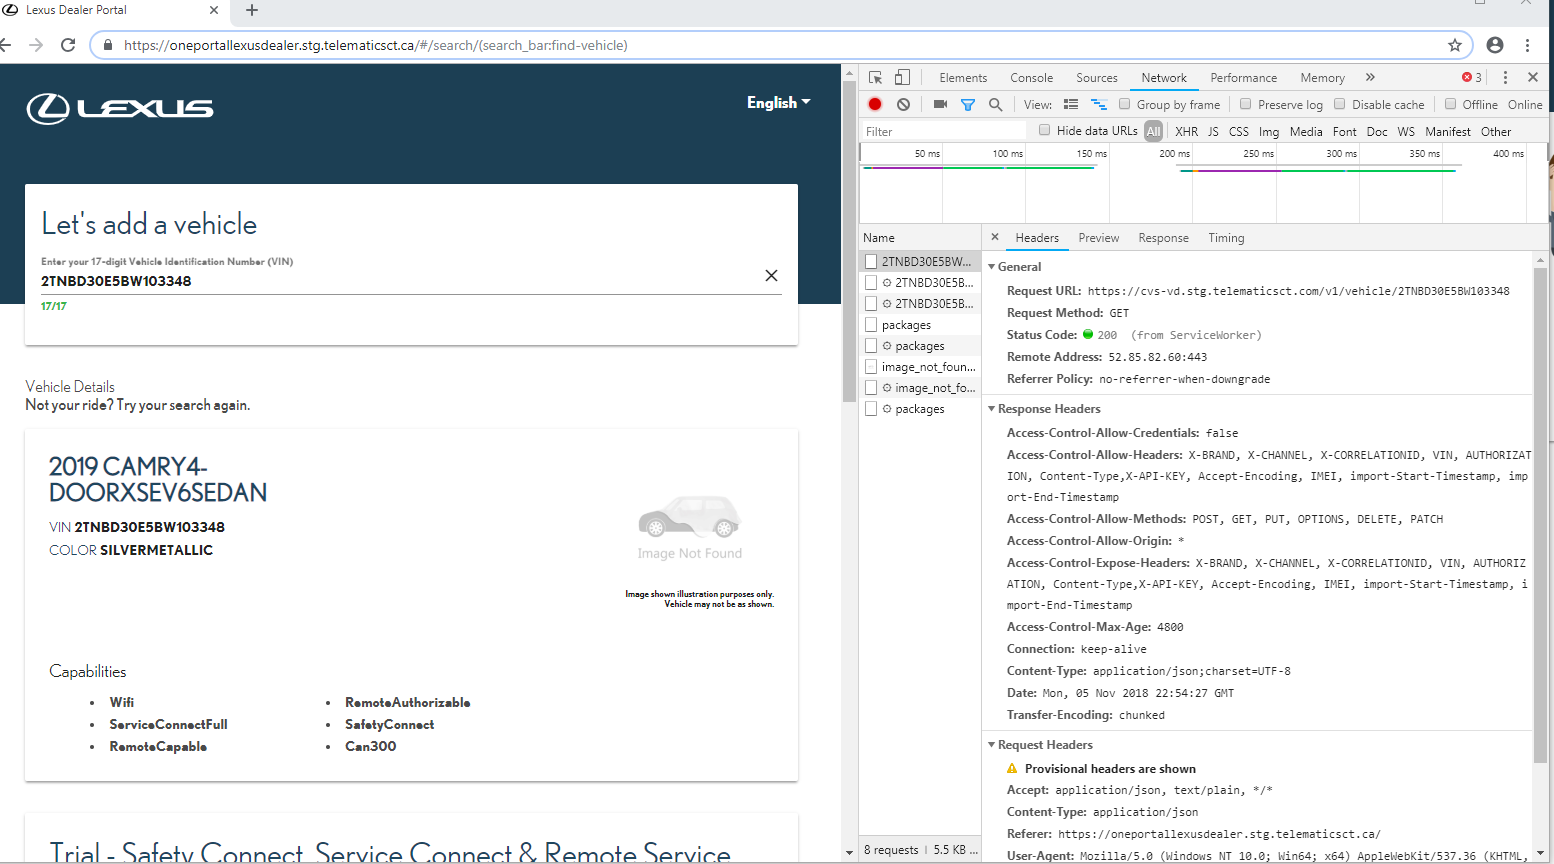 Lexus Dealer Portal
https://oneportallexusdealer.stg.telematicsct.ca/#/search/(search_bar:find-vehicle)
LEXUS
English
Let's add a vehicle
Enter your 17-digit Vehicle Identification Number (VIN)
2TNBD30E5BW103348
17/17
Vehicle Details
Not your ride? Try your search again.
2019 CAMRY4-
DOORXSEV6SEDAN
VIN 2TNBD30E5BW103348
COLOR SILVERMETALLIC
Image Not Found
Image shown illustration purposes only.
Vehicle may not be as shown.
Capabilities
Wifi
ServiceConnectFull
RemoteCapable
RemoteAuthorizable
SafetyConnect
Can300
Trial - Safety Connect, Service Connect & Remote Service
Elements Console Sources Network Performance Memory » 3
View: Group by frame Preserve log Disable cache Offline Online
Filter Hide data URLs All XHR JS CSS Img Media Font Doc WS Manifest Other
50 ms 100 ms 150 ms 200 ms 250 ms 300 ms 350 ms 400 ms
Name
2TNBD30E5BW...
2TNBD30E5B...
2TNBD30E5B...
packages
packages
image_not_foun...
image_not_fo...
packages
8 requests | 5.5 KB ...
Headers Preview Response Timing
General
Request URL: https://cvs-vd.stg.telematicsct.com/v1/vehicle/2TNBD30E5BW103348
Request Method: GET
Status Code: 200 (from ServiceWorker)
Remote Address: 52.85.82.60:443
Referrer Policy: no-referrer-when-downgrade
Response Headers
Access-Control-Allow-Credentials: false
Access-Control-Allow-Headers: X-BRAND, X-CHANNEL, X-CORRELATIONID, VIN, AUTHORIZAT
ION, Content-Type,X-API-KEY, Accept-Encoding, IMEI, import-Start-Timestamp, imp
ort-End-Timestamp
Access-Control-Allow-Methods: POST, GET, PUT, OPTIONS, DELETE, PATCH
Access-Control-Allow-Origin: *
Access-Control-Expose-Headers: X-BRAND, X-CHANNEL, X-CORRELATIONID, VIN, AUTHORIZ
ATION, Content-Type,X-API-KEY, Accept-Encoding, IMEI, import-Start-Timestamp, i
mport-End-Timestamp
Access-Control-Max-Age: 4800
Connection: keep-alive
Content-Type: application/json;charset=UTF-8
Date: Mon, 05 Nov 2018 22:54:27 GMT
Transfer-Encoding: chunked
Request Headers
Provisional headers are shown
Accept: application/json, text/plain, */*
Content-Type: application/json
Referer: https://oneportallexusdealer.stg.telematicsct.ca/
User-Agent: Mozilla/5.0 (Windows NT 10.0; Win64; x64) AppleWebKit/537.36 (KHTML,